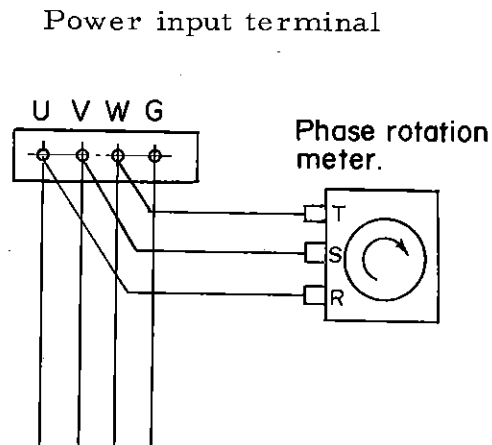 Power input terminal
U V W G
Phase rotation
meter.
T
S
R